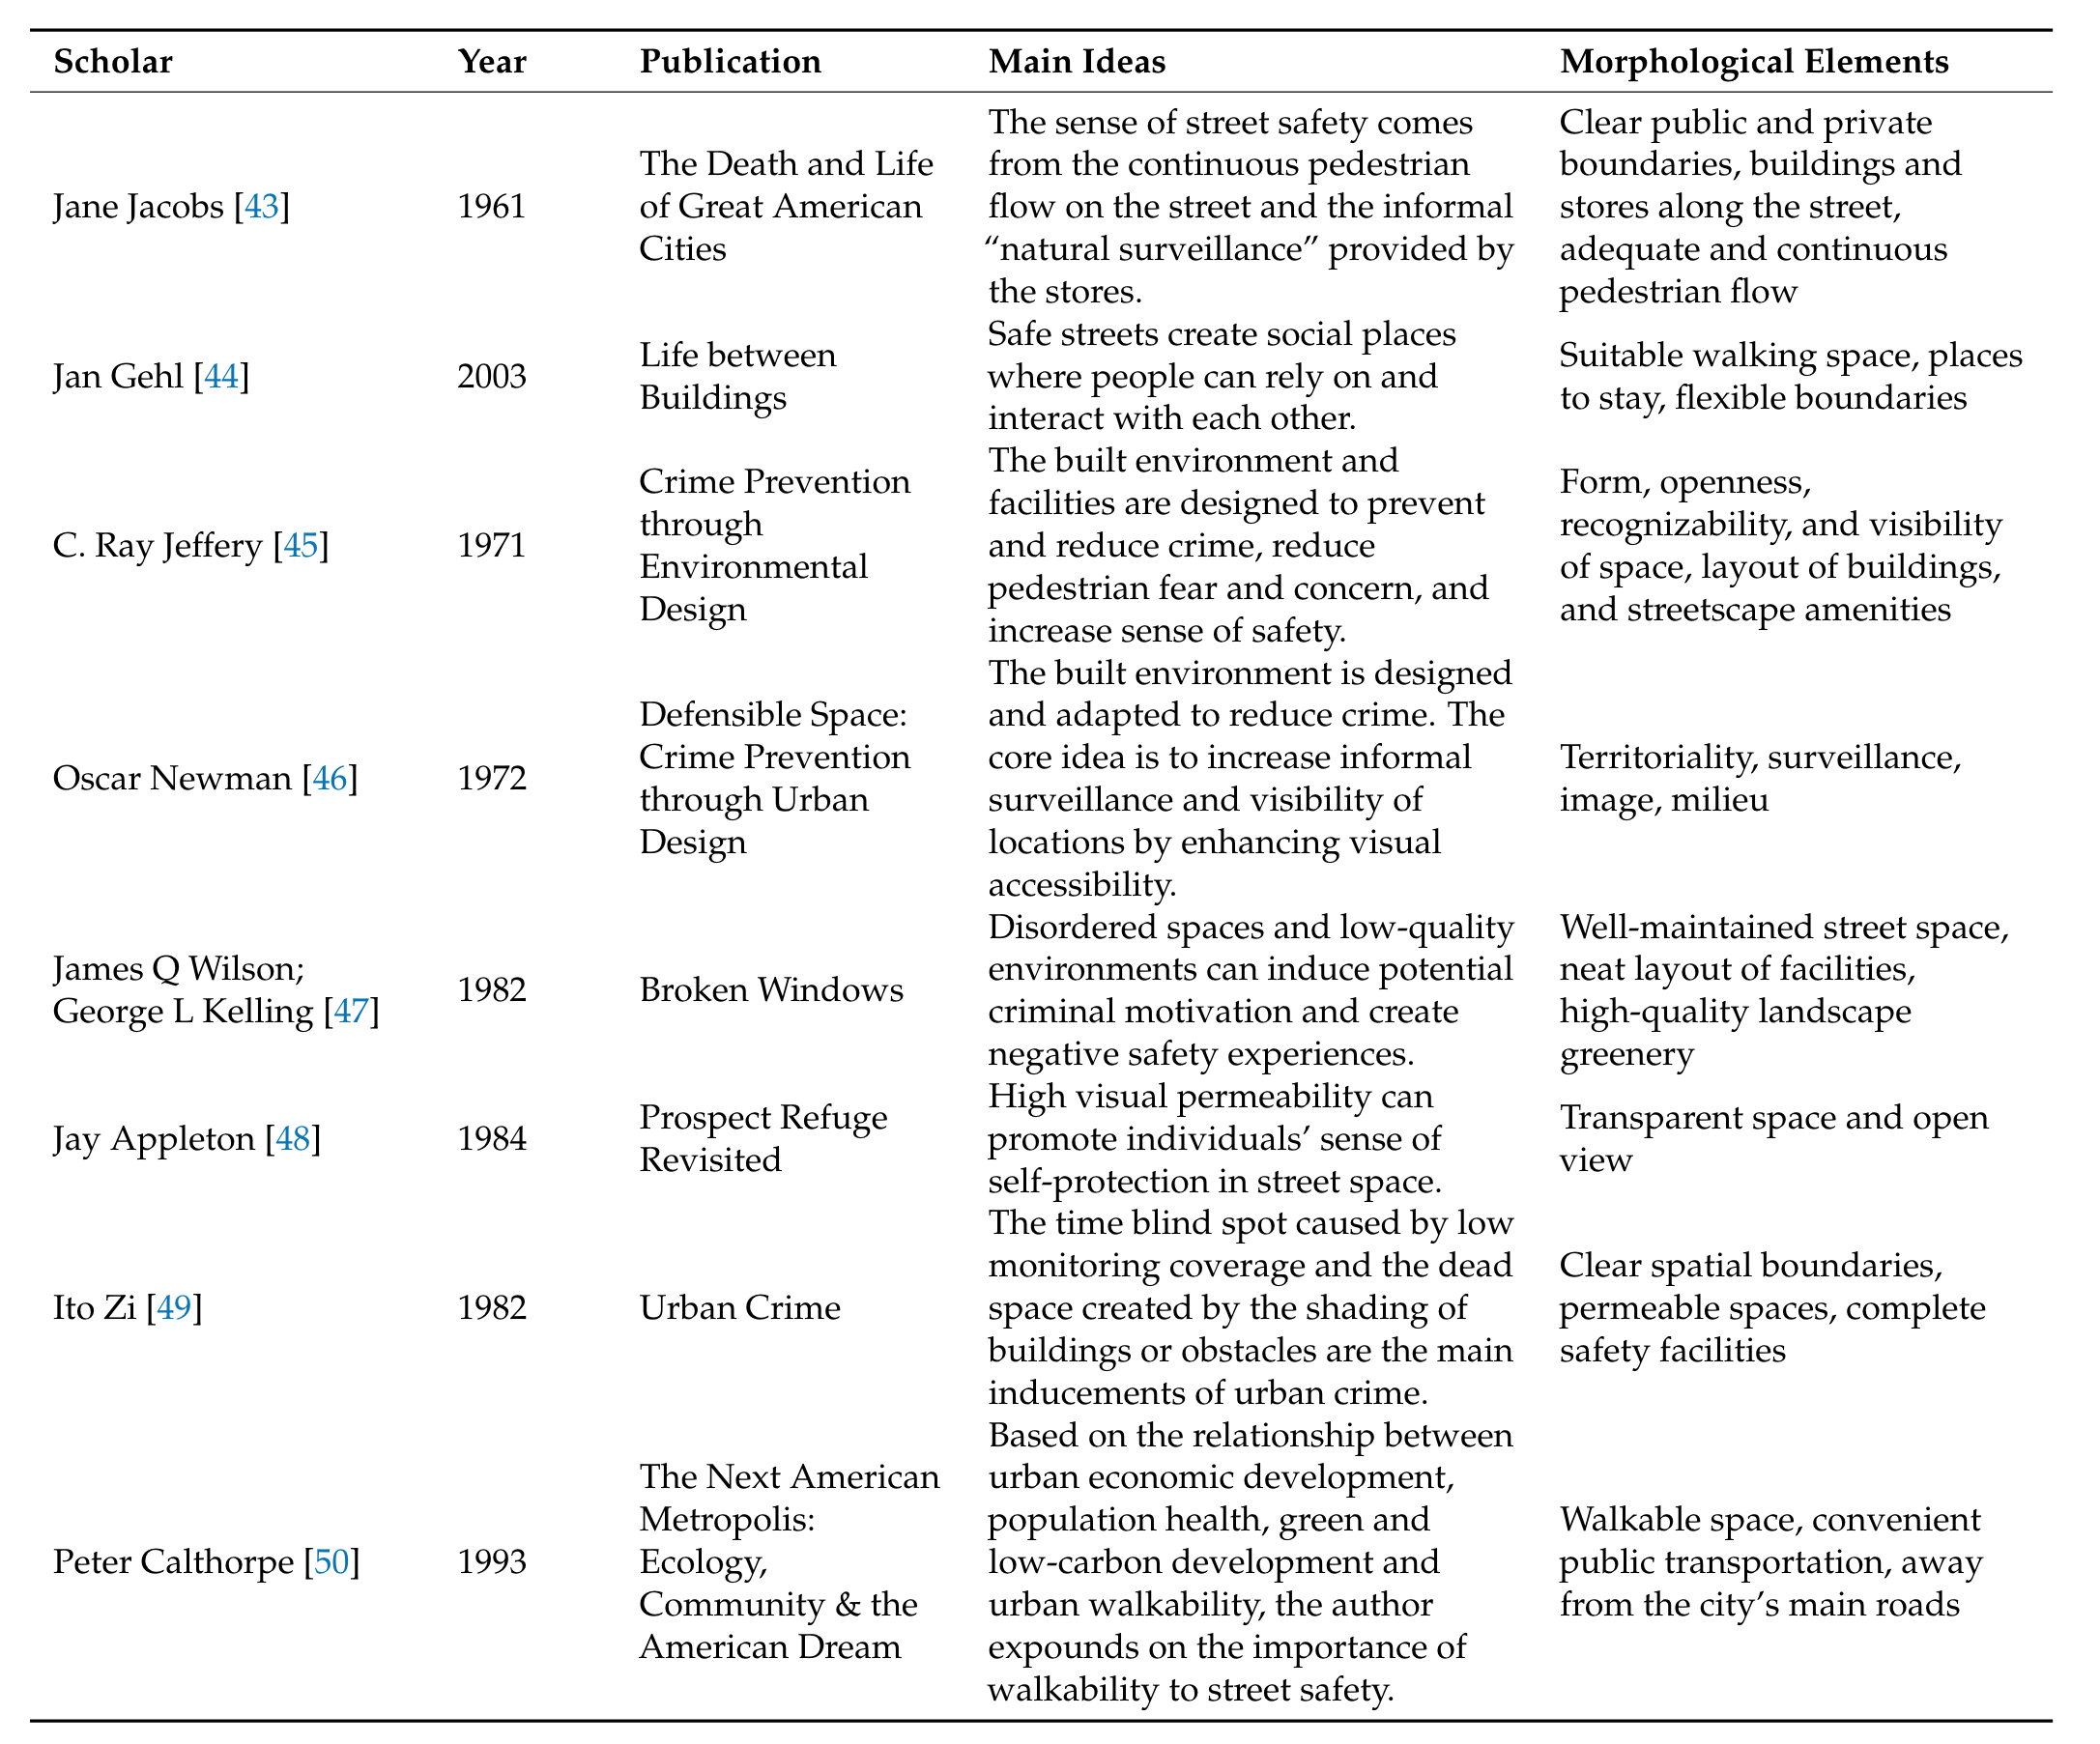 Scholar Year Publication Main Ideas Morphological Elements
Jane Jacobs [43]
1961
The Death and Life
of Great American
Cities
The sense of street safety comes
from the continuous pedestrian
flow on the street and the informal
“natural surveillance” provided by
the stores.
Clear public and private
boundaries, buildings and
stores along the street,
adequate and continuous
pedestrian flow
Jan Gehl [44]
2003
Life between
Buildings
Safe streets create social places
where people can rely on and
interact with each other.
Suitable walking space, places
to stay, flexible boundaries
C. Ray Jeffery [45]
1971
Crime Prevention
through
Environmental
Design
The built environment and
facilities are designed to prevent
and reduce crime, reduce
pedestrian fear and concern, and
increase sense of safety.
Form, openness,
recognizability, and visibility
of space, layout of buildings,
and streetscape amenities
Oscar Newman [46]
1972
Defensible Space:
Crime Prevention
through Urban
Design
The built environment is designed
and adapted to reduce crime. The
core idea is to increase informal
surveillance and visibility of
locations by enhancing visual
accessibility.
Territoriality, surveillance,
image, milieu
James Q Wilson;
George L Kelling [47]
1982
Broken Windows
Disordered spaces and low-quality
environments can induce potential
criminal motivation and create
negative safety experiences.
Well-maintained street space,
neat layout of facilities,
high-quality landscape
greenery
Jay Appleton [48]
1984
Prospect Refuge
Revisited
High visual permeability can
promote individuals’ sense of
self-protection in street space.
Transparent space and open
view
Ito Zi [49]
1982
Urban Crime
The time blind spot caused by low
monitoring coverage and the dead
space created by the shading of
buildings or obstacles are the main
inducements of urban crime.
Clear spatial boundaries,
permeable spaces, complete
safety facilities
Peter Calthorpe [50]
1993
The Next American
Metropolis:
Ecology,
Community & the
American Dream
Based on the relationship between
urban economic development,
population health, green and
low-carbon development and
urban walkability, the author
expounds on the importance of
walkability to street safety.
Walkable space, convenient
public transportation, away
from the city’s main roads